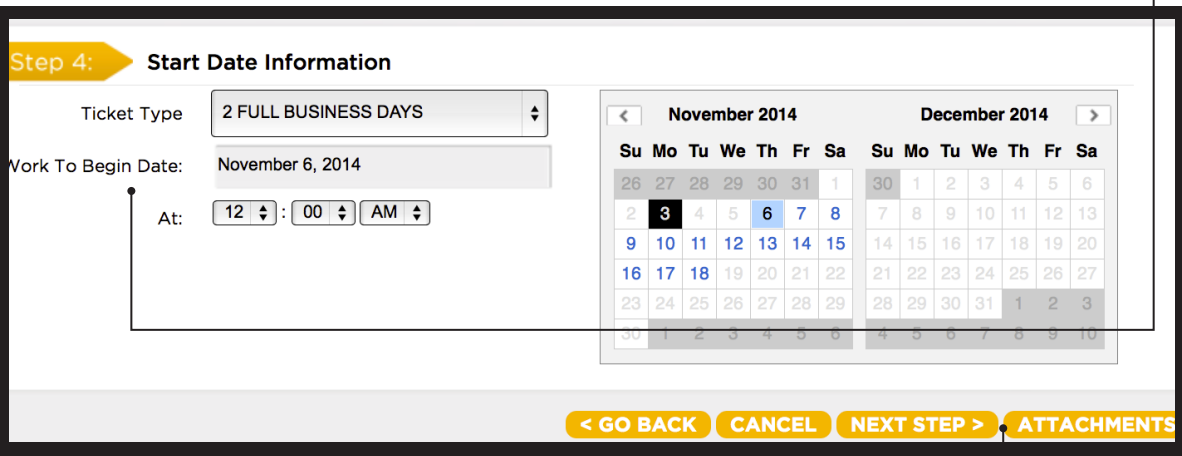 Step 4: Start Date Information
Ticket Type 2 FULL BUSINESS DAYS
Work To Begin Date: November 6, 2014
At: 12 : 00 AM
< November 2014 December 2014 >
Su Mo Tu We Th Fr Sa Su Mo Tu We Th Fr Sa
26 27 28 29 30 31 1 30 1 2 3 4 5 6
2 3 4 5 6 7 8 7 8 9 10 11 12 13
9 10 11 12 13 14 15 14 15 16 17 18 19 20
16 17 18 19 20 21 22 21 22 23 24 25 26 27
23 24 25 26 27 28 29 28 29 30 31 1 2 3
30 1 2 3 4 5 6 4 5 6 7 8 9 10
< GO BACK CANCEL NEXT STEP > ATTACHMENTS